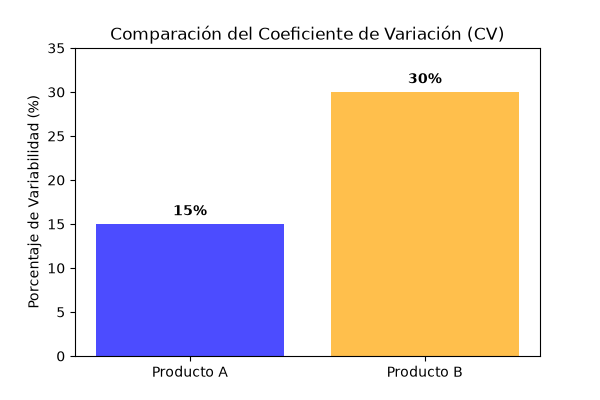 Comparación del Coeficiente de Variación (CV)
Porcentaje de Variabilidad (%)
35
30
25
20
15
10
5
0
15%
30%
Producto A
Producto B